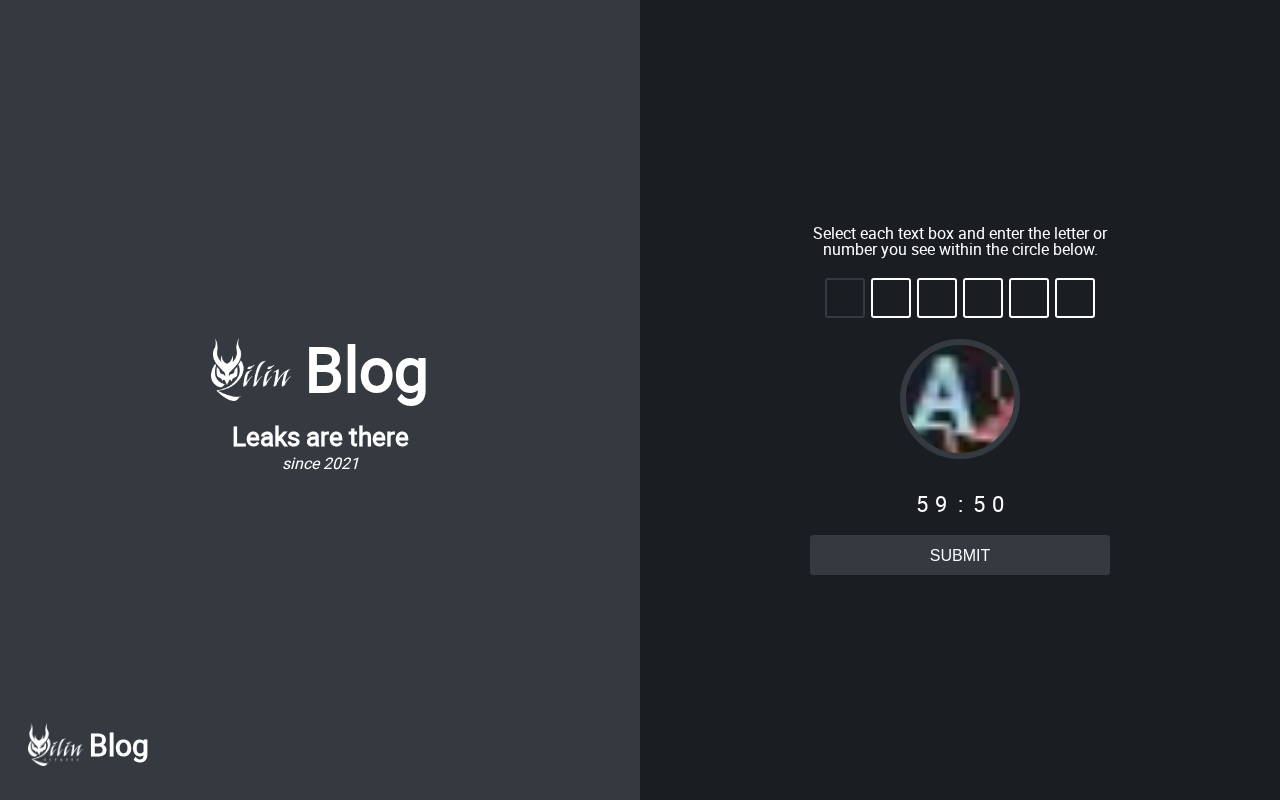 Select each text box and enter the letter or
number you see within the circle below.
A
59:50
SUBMIT
Qilin Blog
Leaks are there
since 2021
Qilin Blog